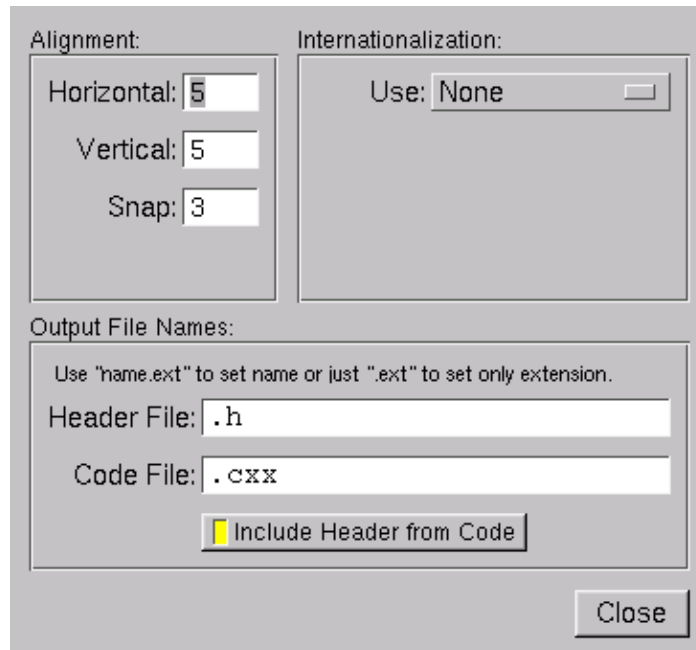 Alignment:
Horizontal: 5
Vertical: 5
Snap: 3
Internationalization:
Use: None
Output File Names:
Use "name.ext" to set name or just ".ext" to set only extension.
Header File: .h
Code File: .cxx
Include Header from Code
Close